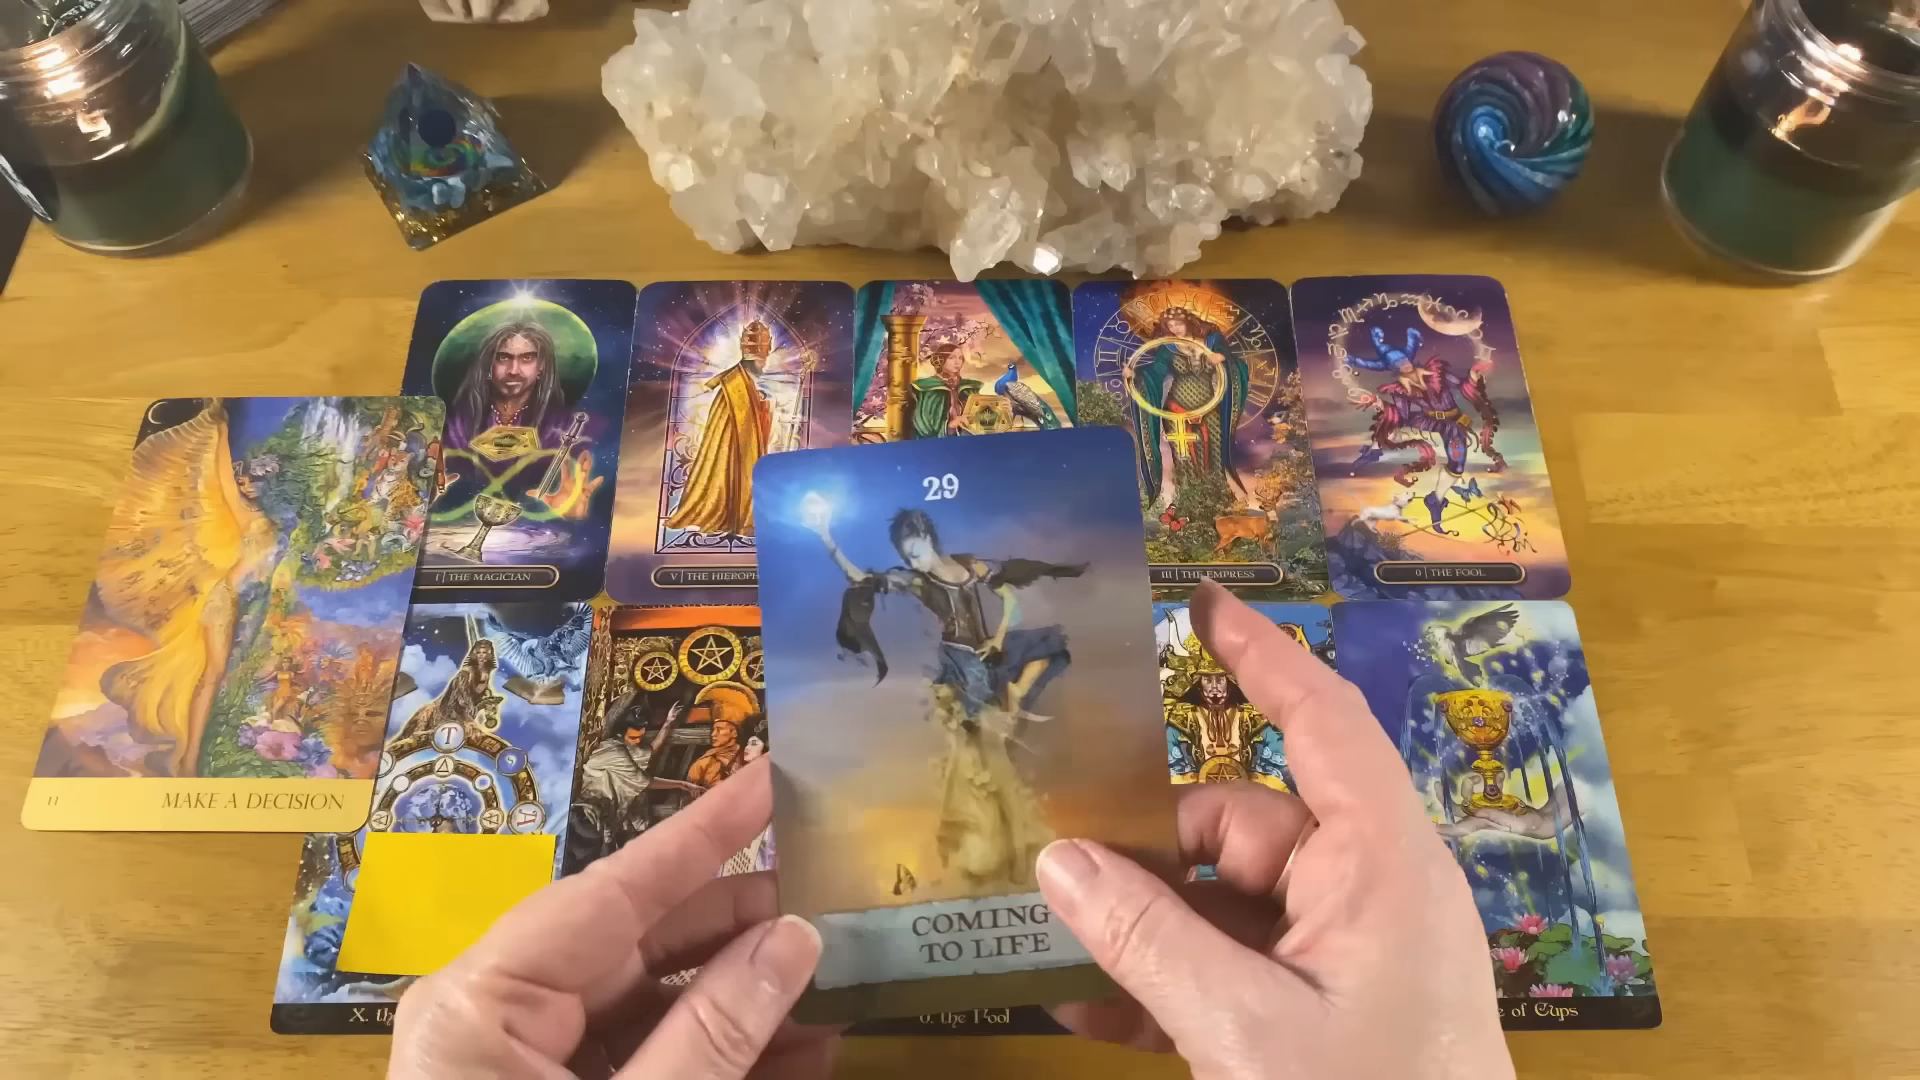 I | THE MAGICIAN
V | THE HIEROPH
III | THE EMPRESS
0 | THE FOOL
29
COMING
TO LIFE
11 MAKE A DECISION
X. the
0. the Fool
of Cups